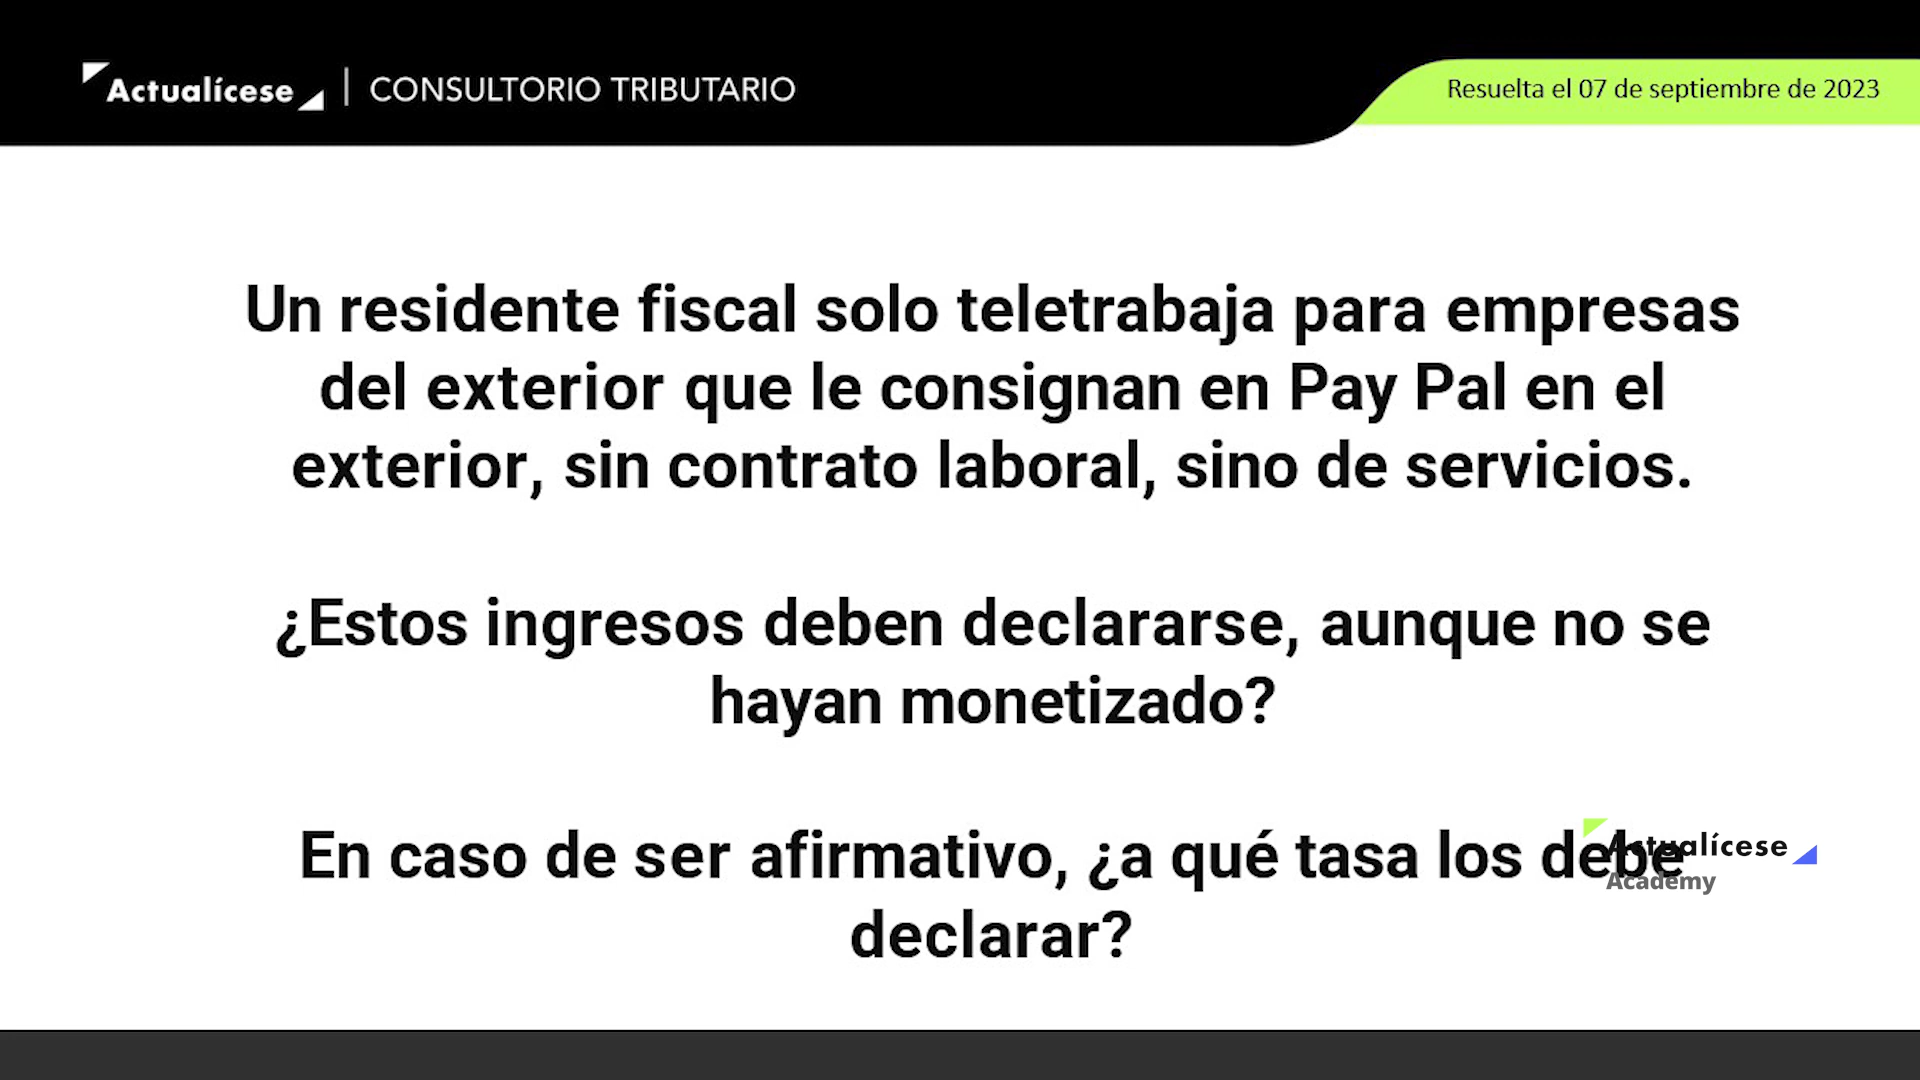 Actualícese | CONSULTORIO TRIBUTARIO
Resuelta el 07 de septiembre de 2023
Un residente fiscal solo teletrabaja para empresas
del exterior que le consignan en Pay Pal en el
exterior, sin contrato laboral, sino de servicios.
¿Estos ingresos deben declararse, aunque no se
hayan monetizado?
En caso de ser afirmativo, ¿a qué tasa los debe
declarar?
Actualícese
Academy